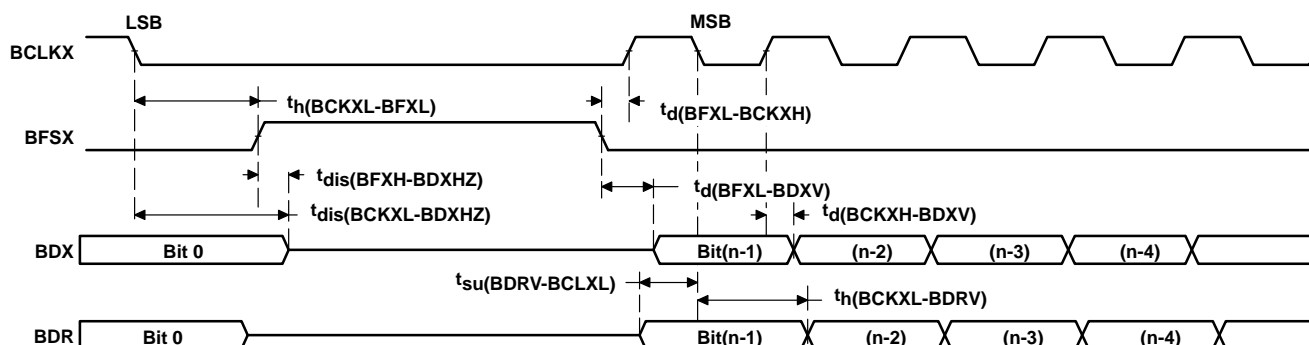 LSB MSB
BCLKX
th(BCKXL-BFXL) td(BFXL-BCKXH)
BFSX
tdis(BFXH-BDXHZ) td(BFXL-BDXV)
tdis(BCKXL-BDXHZ) td(BCKXH-BDXV)
BDX Bit 0 Bit(n-1) (n-2) (n-3) (n-4)
tsu(BDRV-BCLXL) th(BCKXL-BDRV)
BDR Bit 0 Bit(n-1) (n-2) (n-3) (n-4)